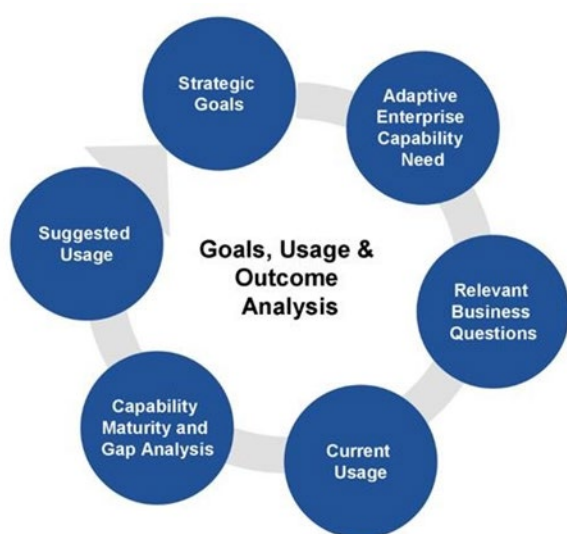 Strategic
Goals
Adaptive
Enterprise
Capability
Need
Relevant
Business
Questions
Current
Usage
Capability
Maturity and
Gap Analysis
Suggested
Usage
Goals, Usage &
Outcome
Analysis